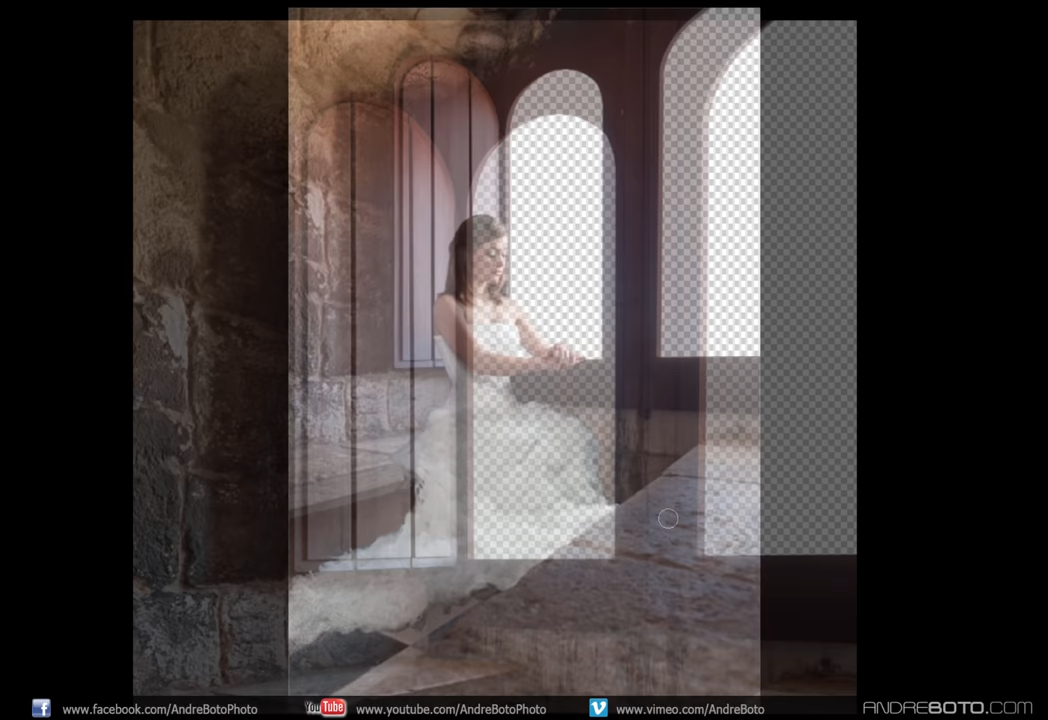 www.facebook.com/AndreBotoPhoto
You Tube www.youtube.com/AndreBotoPhoto
www.vimeo.com/AndreBoto
ANDREBOTO.COM